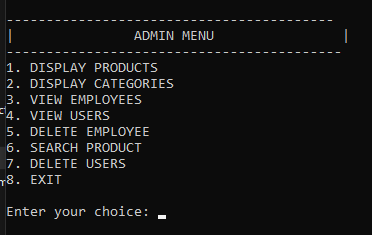 -----------------------------------------
|               ADMIN MENU                |
------------------------------------------
1. DISPLAY PRODUCTS
2. DISPLAY CATEGORIES
3. VIEW EMPLOYEES
4. VIEW USERS
5. DELETE EMPLOYEE
6. SEARCH PRODUCT
7. DELETE USERS
8. EXIT
Enter your choice: _